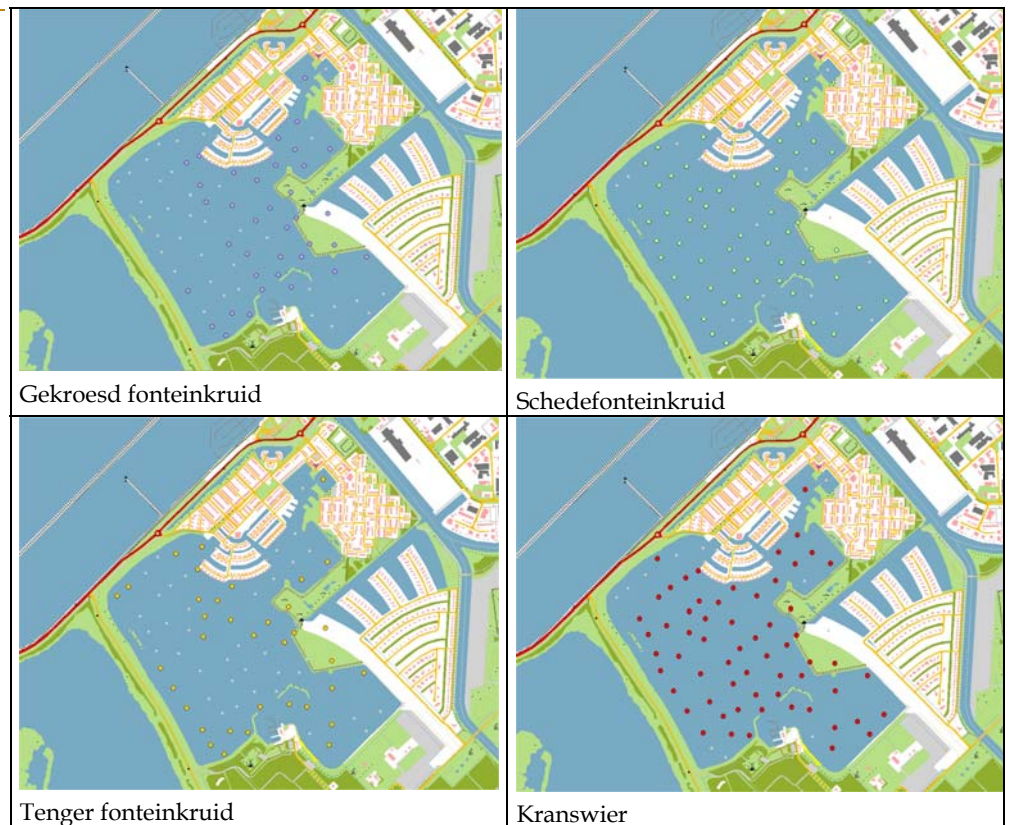 Gekroesd fonteinkruid
Schedefonteinkruid
Tenger fonteinkruid
Kranswier